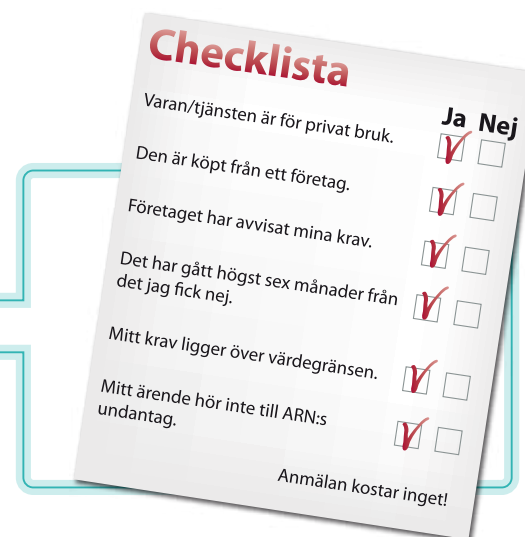 Checklista
Ja Nej
Varan/tjänsten är för privat bruk.
Den är köpt från ett företag.
Företaget har avvisat mina krav.
Det har gått högst sex månader från
det jag fick nej.
Mitt krav ligger över värdegränsen.
Mitt ärende hör inte till ARN:s
undantag.
Anmälan kostar inget!